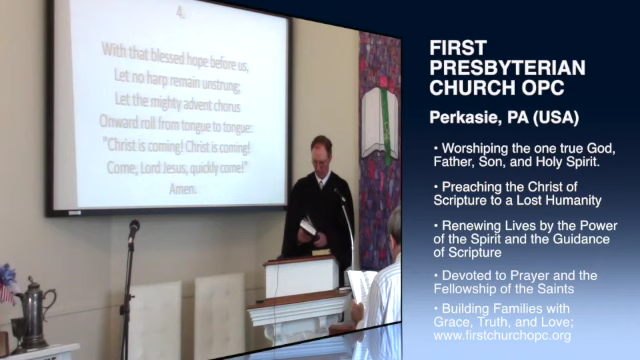 4.
With that blessed hope before us,
Let no harp remain unstrung;
Let the mighty advent chorus
Onward roll from tongue to tongue:
"Christ is coming! Christ is coming!
Come, Lord Jesus, quickly come!"
Amen.
FIRST
PRESBYTERIAN
CHURCH OPC
Perkasie, PA (USA)
• Worshiping the one true God,
Father, Son, and Holy Spirit.
• Preaching the Christ of
Scripture to a Lost Humanity
• Renewing Lives by the Power
of the Spirit and the Guidance
of Scripture
• Devoted to Prayer and the
Fellowship of the Saints
• Building Families with
Grace, Truth, and Love;
www.firstchurchopc.org